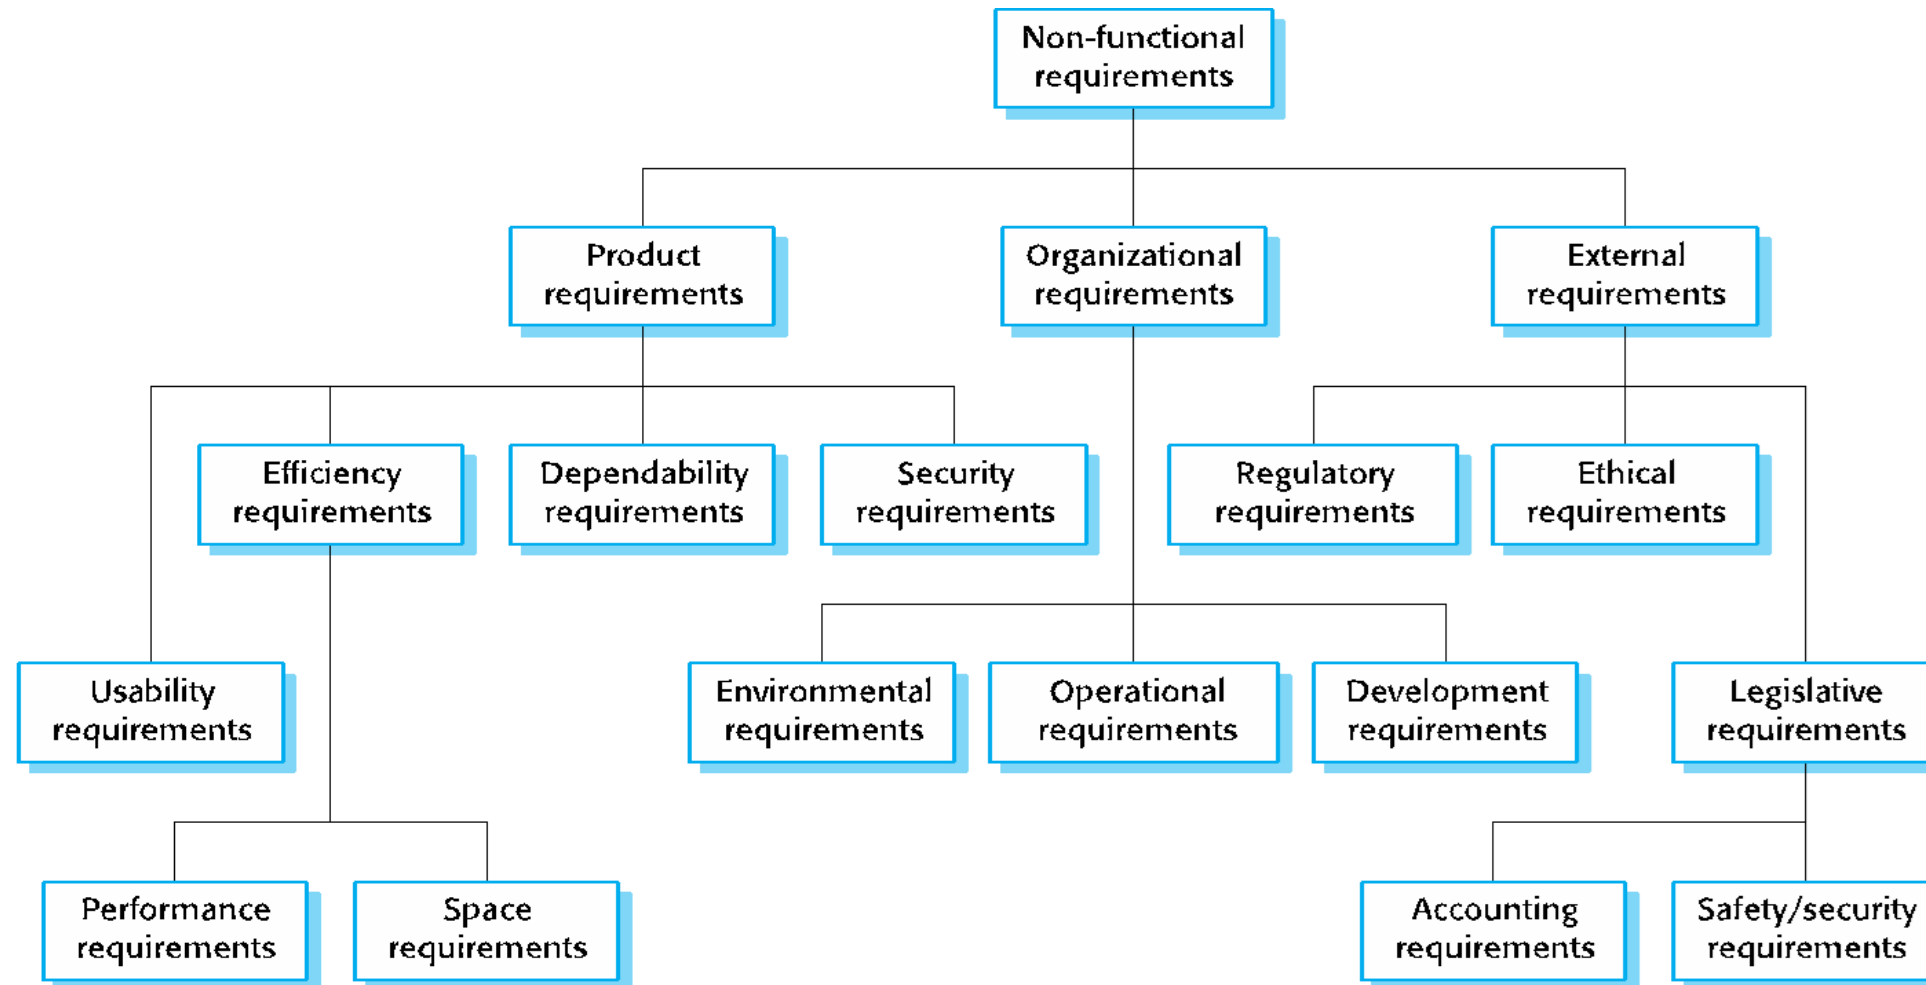 Non-functional
requirements
Product
requirements
Organizational
requirements
External
requirements
Efficiency
requirements
Dependability
requirements
Security
requirements
Regulatory
requirements
Ethical
requirements
Usability
requirements
Environmental
requirements
Operational
requirements
Development
requirements
Legislative
requirements
Performance
requirements
Space
requirements
Accounting
requirements
Safety/security
requirements